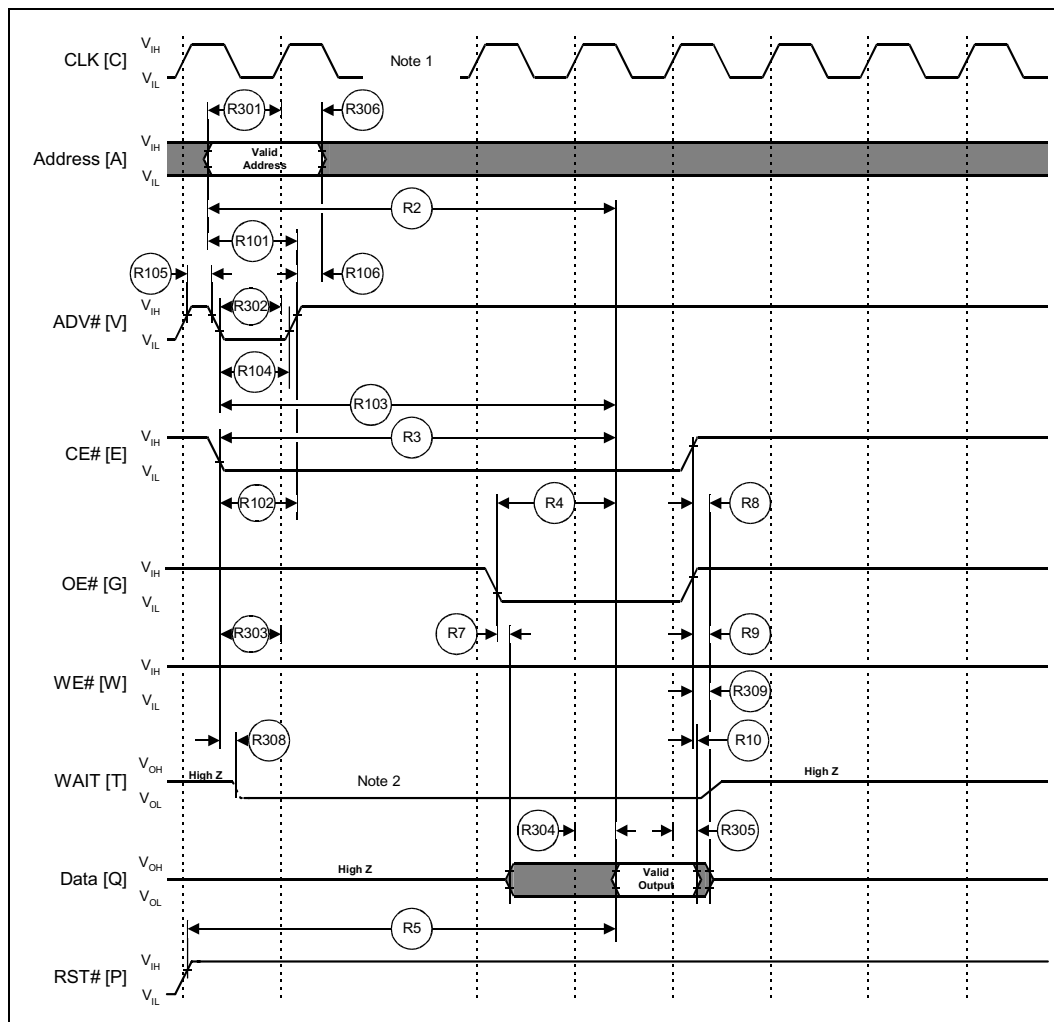 V_IH
CLK [C]
Note 1
V_IL
R301
R306
V_IH
Address [A]
Valid
Address
V_IL
R2
R101
R105
R106
V_IH
R302
ADV# [V]
V_IL
R104
R103
V_IH
R3
CE# [E]
V_IL
R102
R4
R8
V_IH
OE# [G]
V_IL
R303
R7
R9
V_IH
WE# [W]
V_IL
R309
R308
R10
V_OH
High Z
High Z
WAIT [T]
Note 2
V_OL
R304
R305
V_OH
High Z
Data [Q]
Valid
Output
V_OL
R5
V_IH
RST# [P]
V_IL